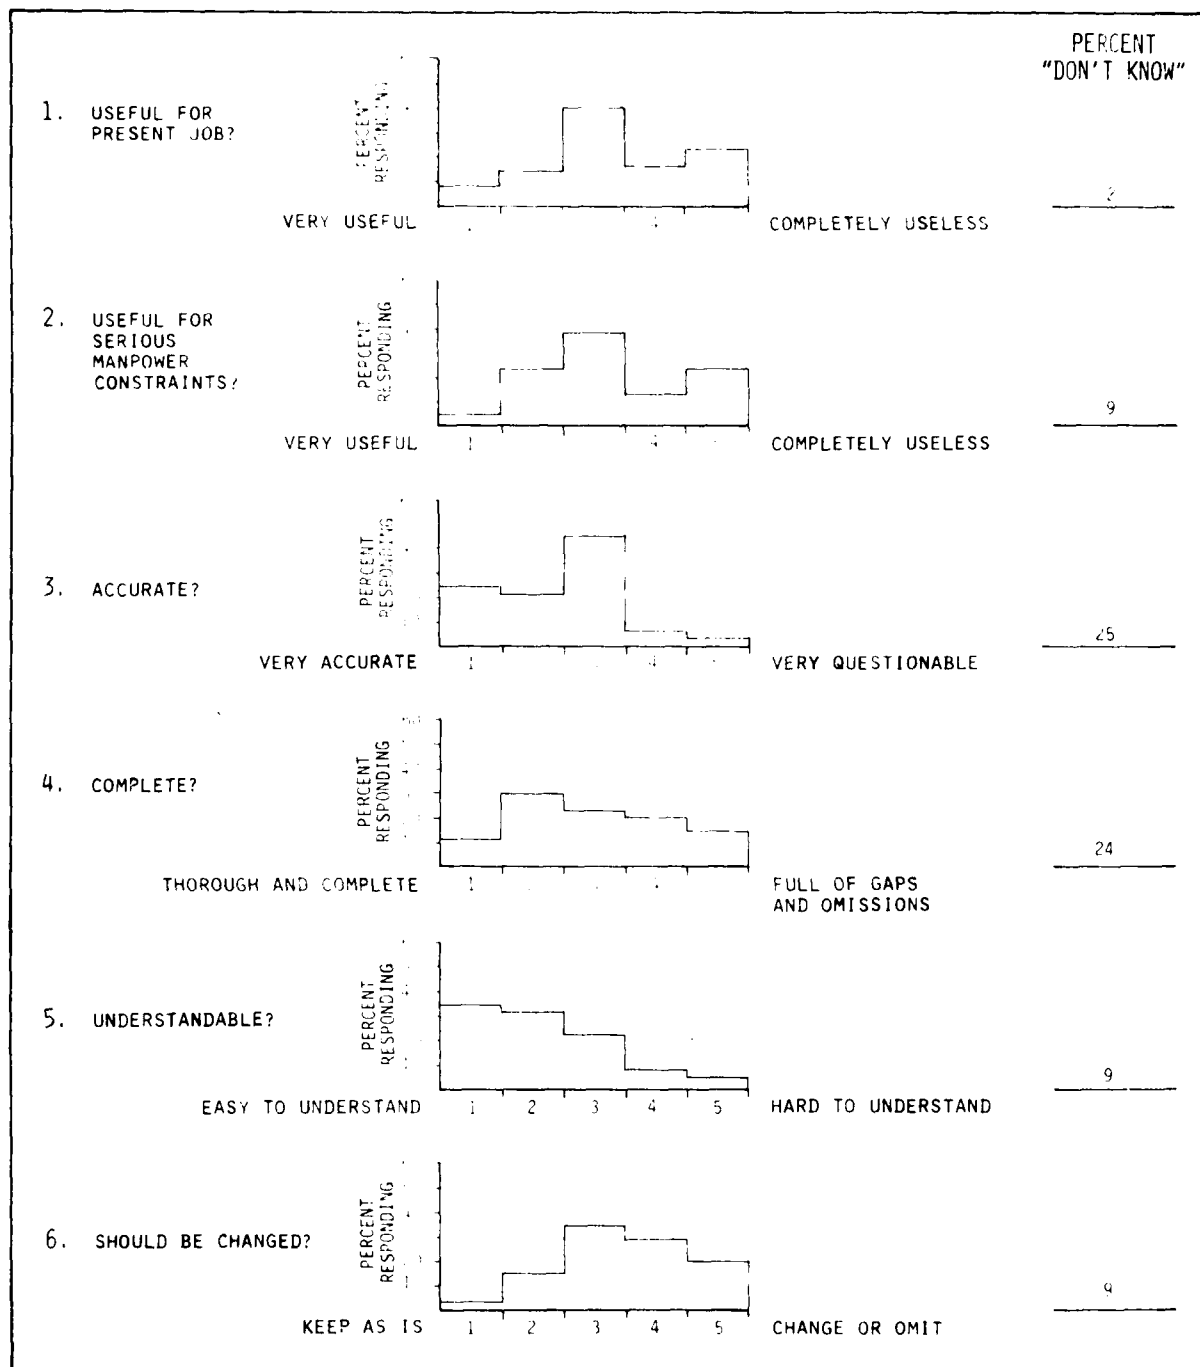 PERCENT
"DON'T KNOW"
1. USEFUL FOR
PRESENT JOB?
PERCENT
RESPONDING
VERY USEFUL
4
COMPLETELY USELESS
2. USEFUL FOR
SERIOUS
MANPOWER
CONSTRAINTS?
PERCENT
RESPONDING
9
VERY USEFUL
1 4
COMPLETELY USELESS
3. ACCURATE?
PERCENT
RESPONDING
25
VERY ACCURATE
1 4
VERY QUESTIONABLE
4. COMPLETE?
PERCENT
RESPONDING
24
THOROUGH AND COMPLETE
1
FULL OF GAPS
AND OMISSIONS
5. UNDERSTANDABLE?
PERCENT
RESPONDING
9
EASY TO UNDERSTAND
1 2 3 4 5
HARD TO UNDERSTAND
6. SHOULD BE CHANGED?
PERCENT
RESPONDING
9
KEEP AS IS
1 2 3 4 5
CHANGE OR OMIT